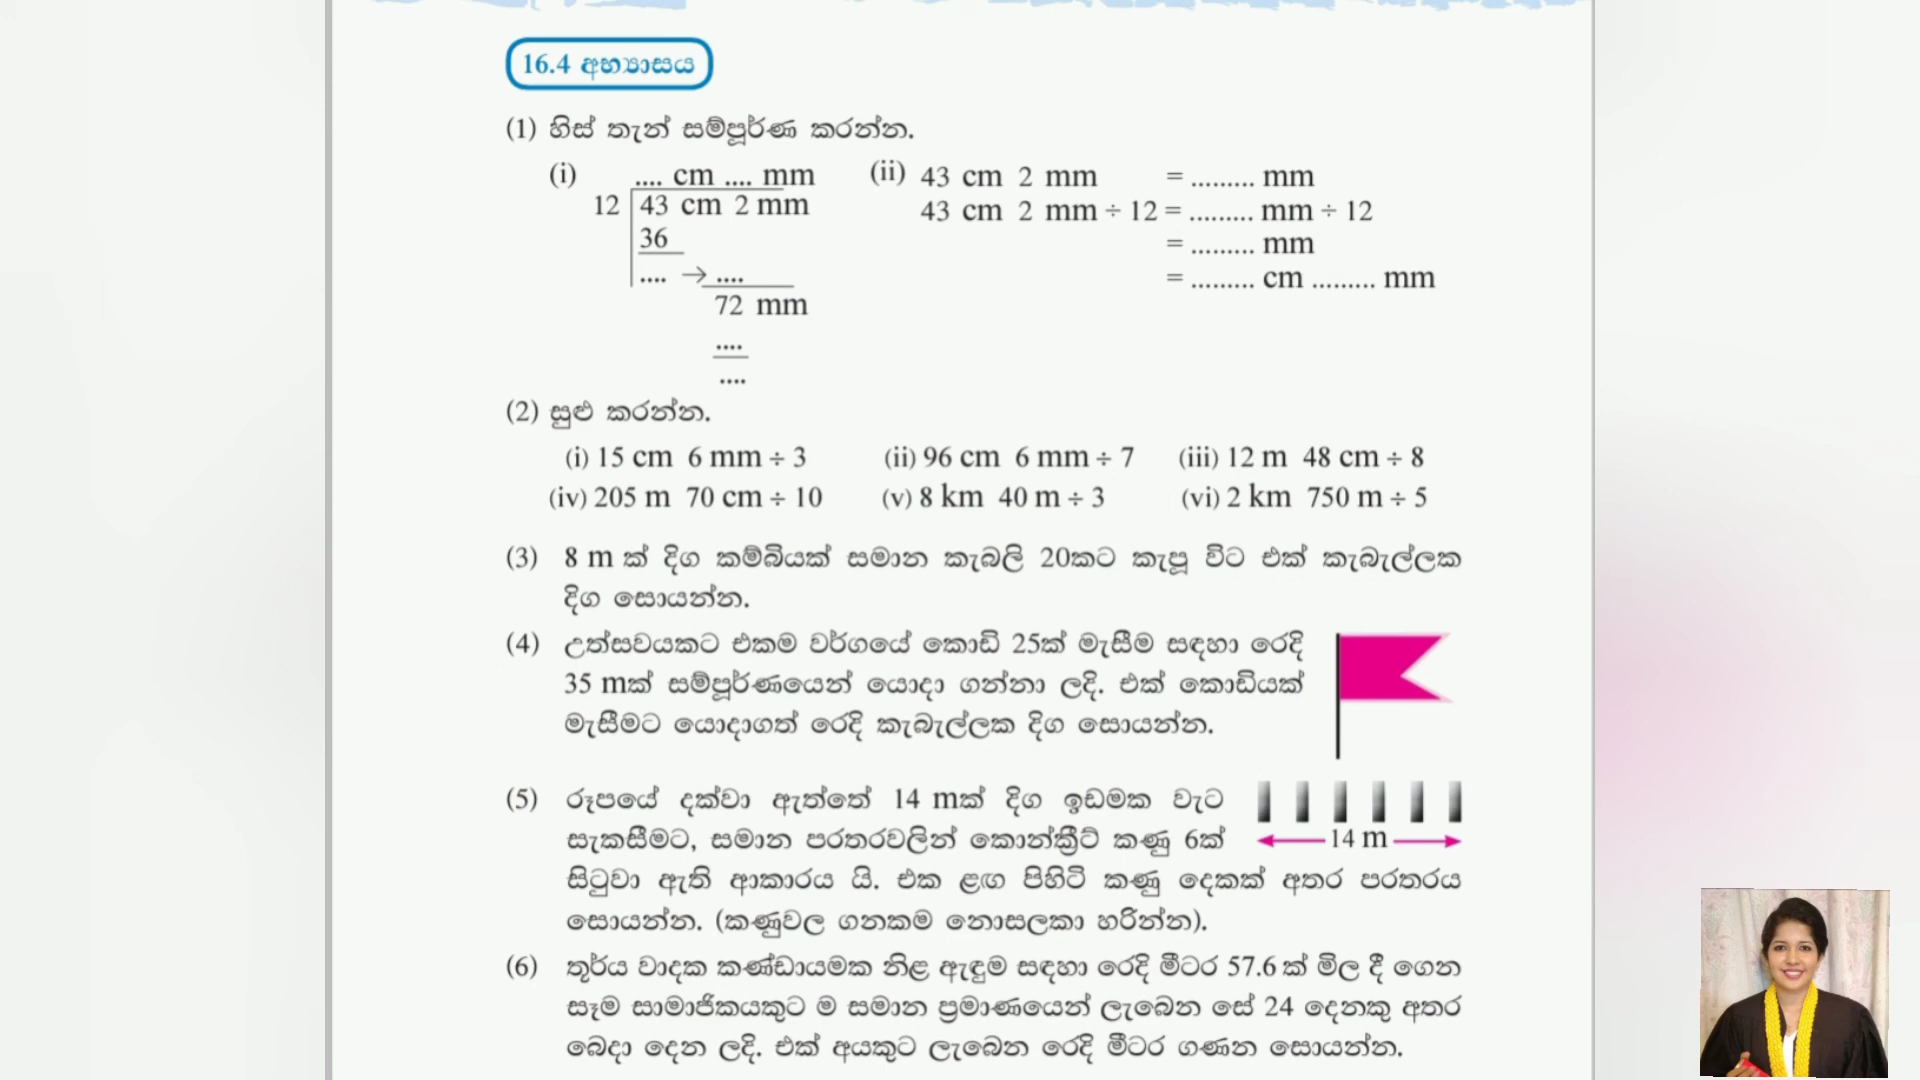 16.4 අභ්‍යාසය
(1) හිස් තැන් සම්පූර්ණ කරන්න.
(i) .... cm .... mm
12 43 cm 2 mm
36
.... → ....
72 mm
....
....
(ii) 43 cm 2 mm = ......... mm
43 cm 2 mm ÷ 12 = ......... mm ÷ 12
= ......... mm
= ......... cm ......... mm
(2) සුළු කරන්න.
(i) 15 cm 6 mm ÷ 3 (ii) 96 cm 6 mm ÷ 7 (iii) 12 m 48 cm ÷ 8
(iv) 205 m 70 cm ÷ 10 (v) 8 km 40 m ÷ 3 (vi) 2 km 750 m ÷ 5
(3) 8 m ක් දිග කම්බියක් සමාන කැබලි 20කට කැපූ විට එක් කැබැල්ලක
දිග සොයන්න.
(4) උත්සවයකට එකම වර්ගයේ කොඩි 25ක් මැසීම සඳහා රෙදි
35 mක් සම්පූර්ණයෙන් යොදා ගන්නා ලදි. එක් කොඩියක්
මැසීමට යොදාගත් රෙදි කැබැල්ලක දිග සොයන්න.
(5) රූපයේ දක්වා ඇත්තේ 14 mක් දිග ඉඩමක වැට
සැකසීමට, සමාන පරතරවලින් කොන්ක්‍රීට් කණු 6ක්
සිටුවා ඇති ආකාරය යි. එක ළඟ පිහිටි කණු දෙකක් අතර පරතරය
සොයන්න. (කණුවල ගනකම නොසලකා හරින්න).
14 m
(6) තූර්ය වාදක කණ්ඩායමක නිළ ඇඳුම සඳහා රෙදි මීටර 57.6 ක් මිල දී ගෙන
සෑම සාමාජිකයකුට ම සමාන ප්‍රමාණයෙන් ලැබෙන සේ 24 දෙනකු අතර
බෙදා දෙන ලදි. එක් අයකුට ලැබෙන රෙදි මීටර ගණන සොයන්න.